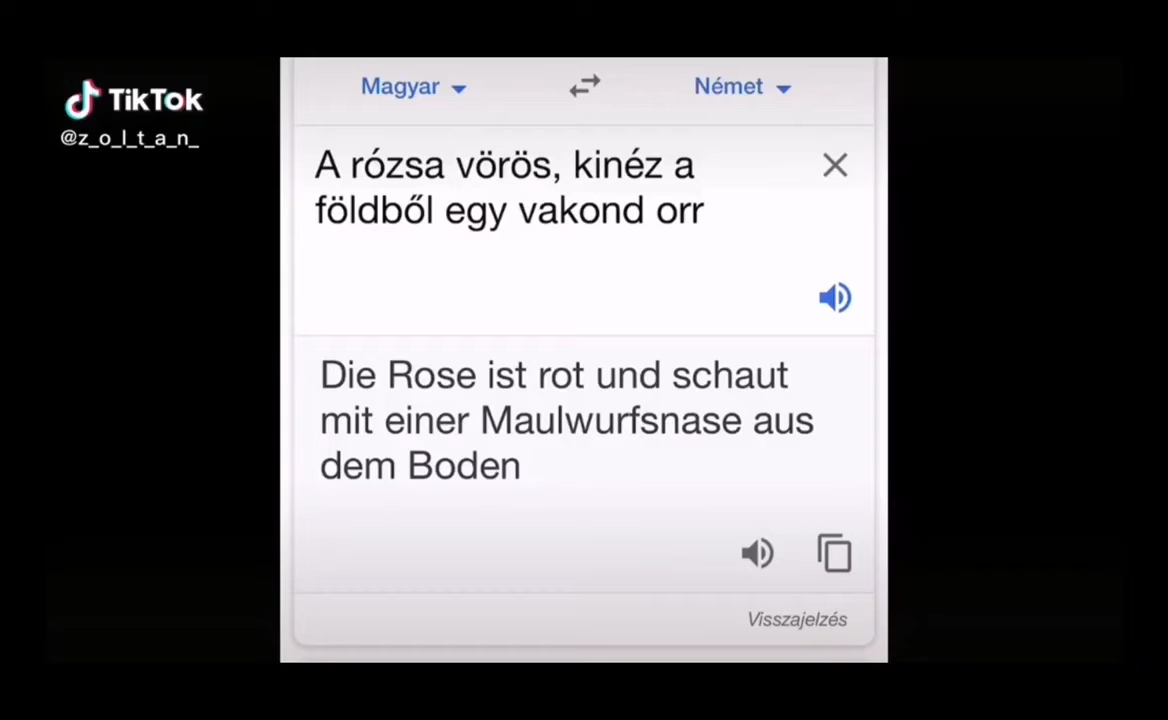 TikTok
@z_o_l_t_a_n_
Magyar
Német
A rózsa vörös, kinéz a
földből egy vakond orr
Die Rose ist rot und schaut
mit einer Maulwurfsnase aus
dem Boden
Visszajelzés